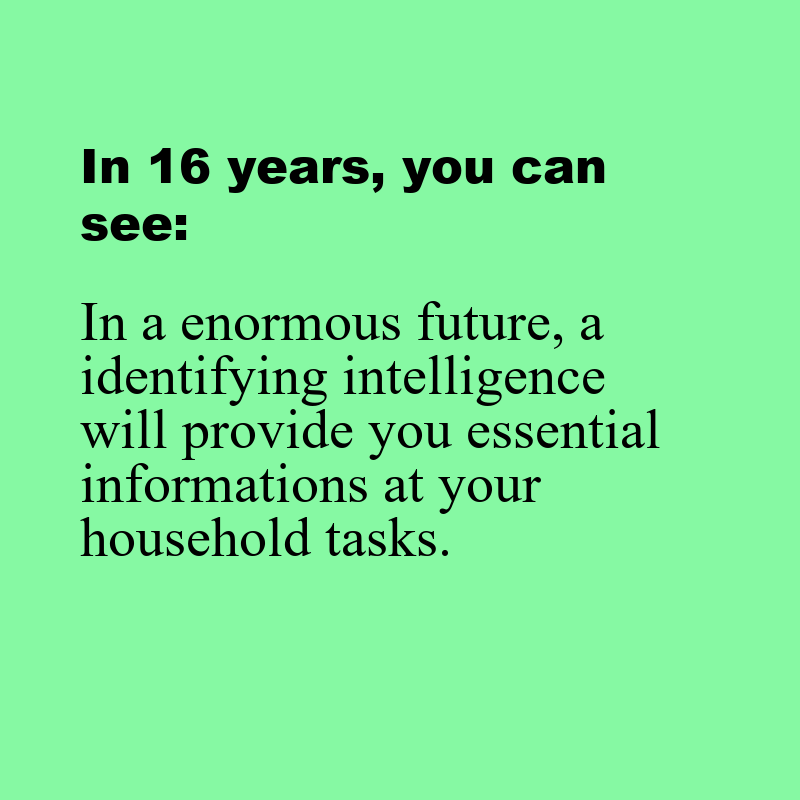 In 16 years, you can
see:
In a enormous future, a
identifying intelligence
will provide you essential
informations at your
household tasks.